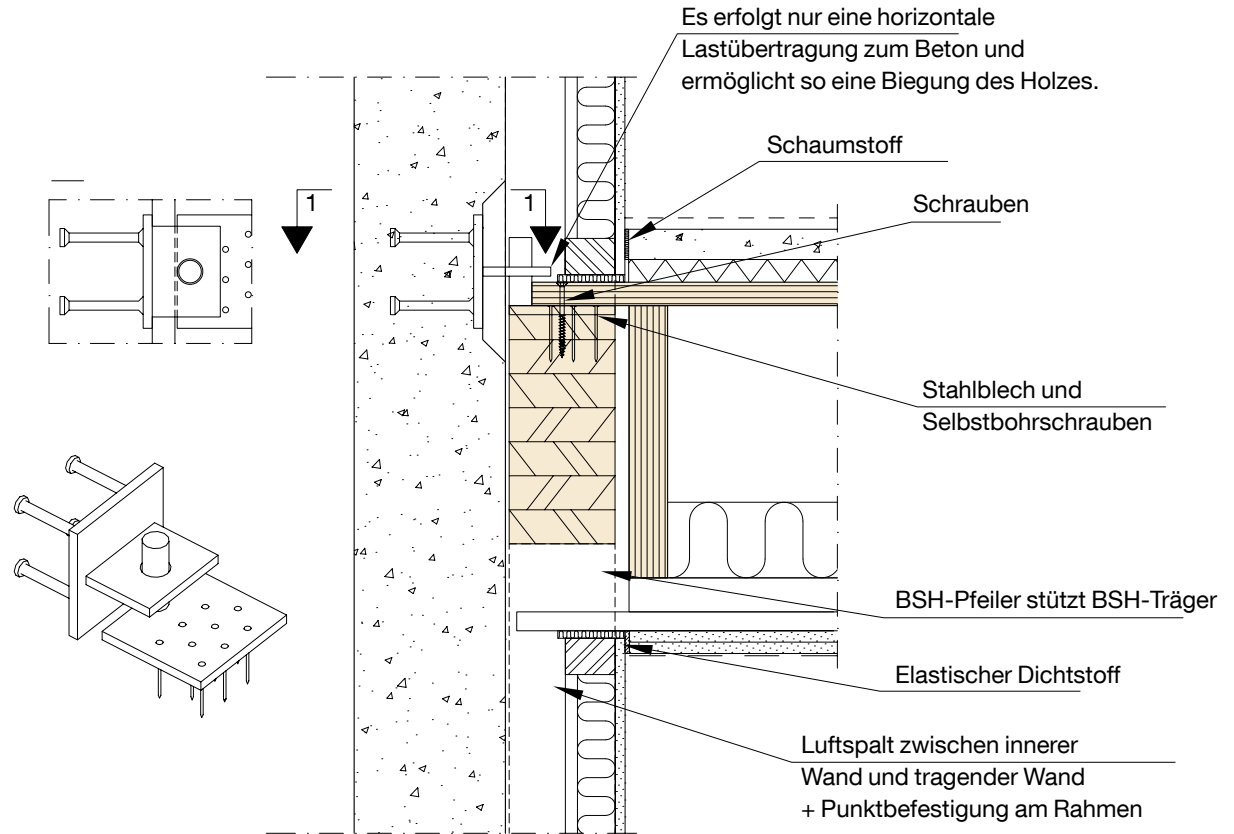 Es erfolgt nur eine horizontale
Lastübertragung zum Beton und
ermöglicht so eine Biegung des Holzes.
Schaumstoff
1
1
Schrauben
Stahlblech und
Selbstbohrschrauben
BSH-Pfeiler stützt BSH-Träger
Elastischer Dichtstoff
Luftspalt zwischen innerer
Wand und tragender Wand
+ Punktbefestigung am Rahmen